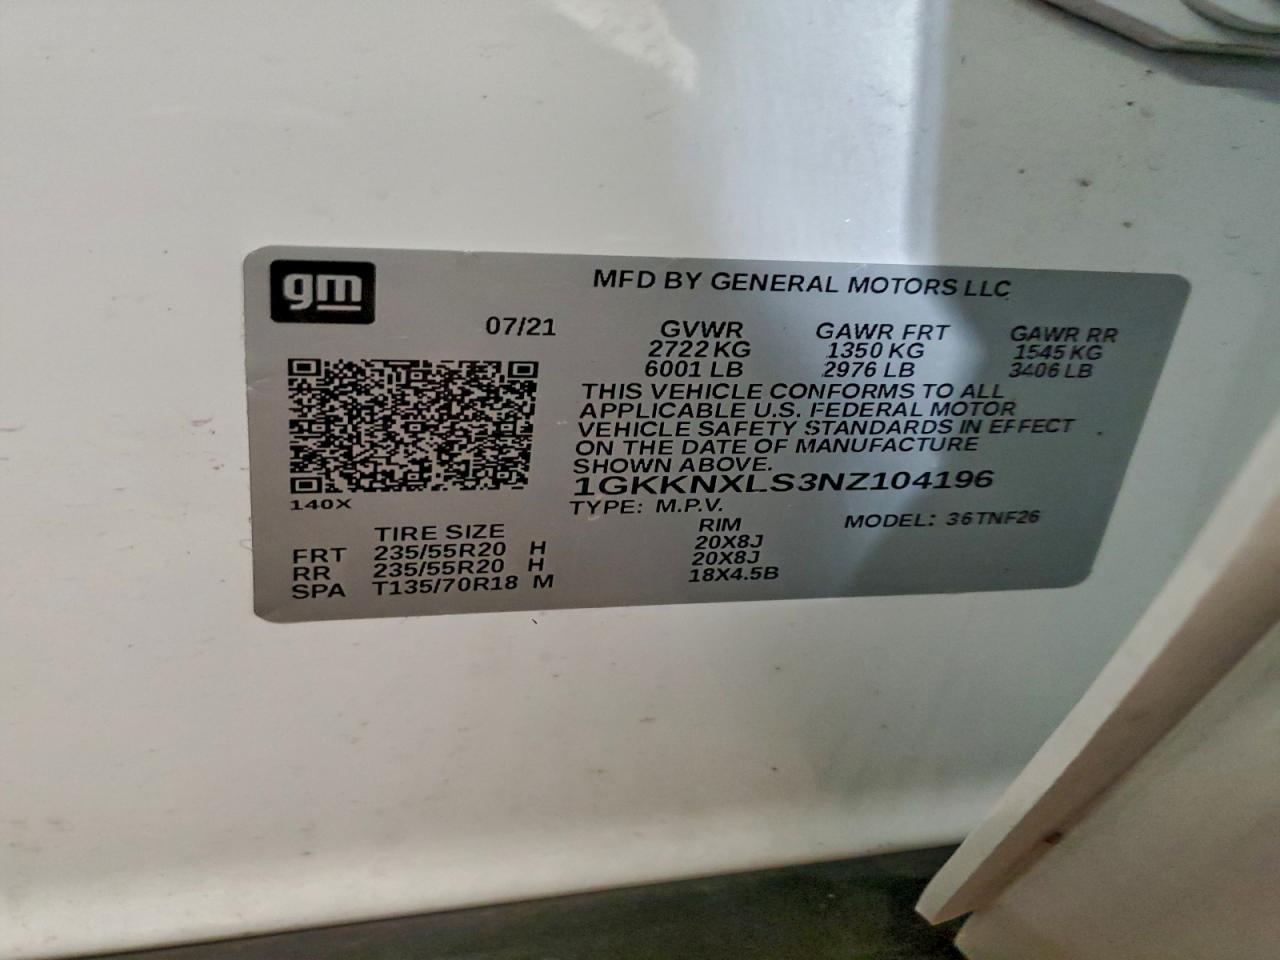 gm
MFD BY GENERAL MOTORS LLC
07/21 GVWR GAWR FRT GAWR RR
2722 KG 1350 KG 1545 KG
6001 LB 2976 LB 3406 LB
THIS VEHICLE CONFORMS TO ALL
APPLICABLE U.S. FEDERAL MOTOR
VEHICLE SAFETY STANDARDS IN EFFECT
ON THE DATE OF MANUFACTURE
SHOWN ABOVE.
1GKKNXLS3NZ104196
140X
TYPE: M.P.V. MODEL: 36TNF26
TIRE SIZE RIM
FRT 235/55R20 H 20X8J
RR 235/55R20 H 20X8J
SPA T135/70R18 M 18X4.5B